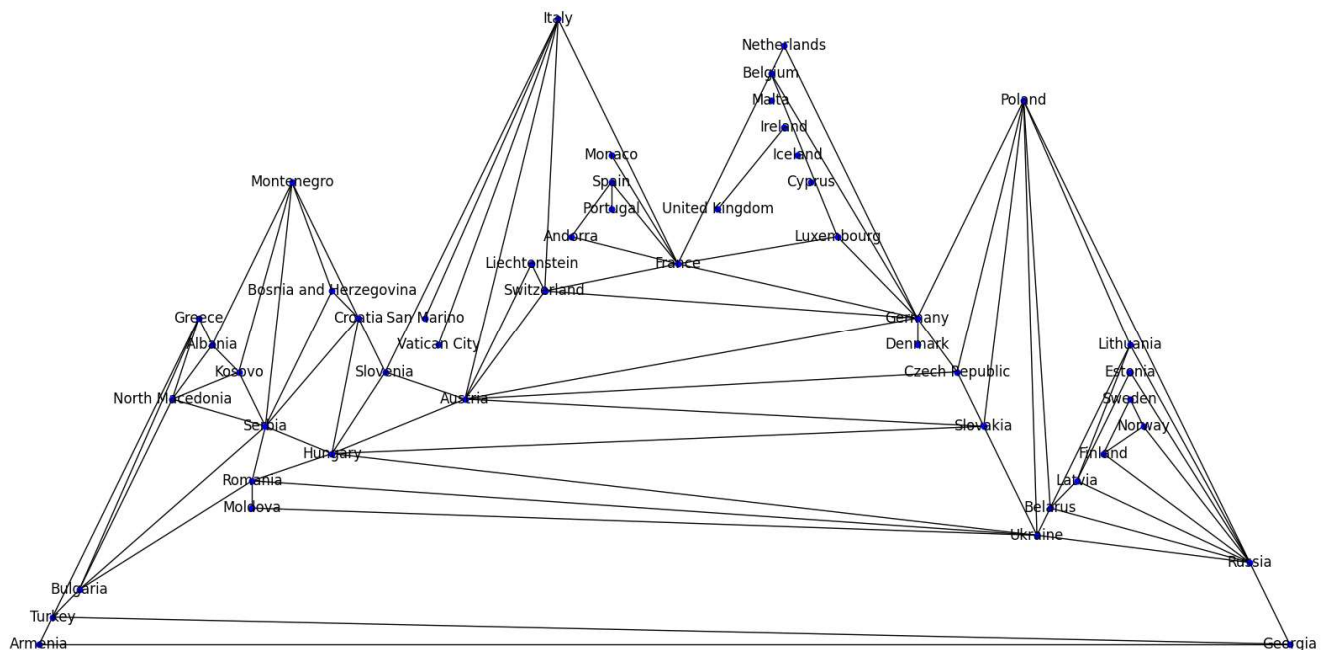 Italy
Netherlands
Belgium
Malta
Poland
Ireland
Monaco
Iceland
Montenegro
Spain
Cyprus
Portugal
United Kingdom
Andorra
Luxembourg
Liechtenstein
France
Bosnia and Herzegovina
Switzerland
Greece
Croatia
San Marino
Germany
Albania
Vatican City
Denmark
Lithuania
Kosovo
Slovenia
Czech Republic
Estonia
North Macedonia
Austria
Sweden
Serbia
Slovakia
Norway
Hungary
Finland
Romania
Latvia
Moldova
Belarus
Ukraine
Russia
Bulgaria
Turkey
Armenia
Georgia